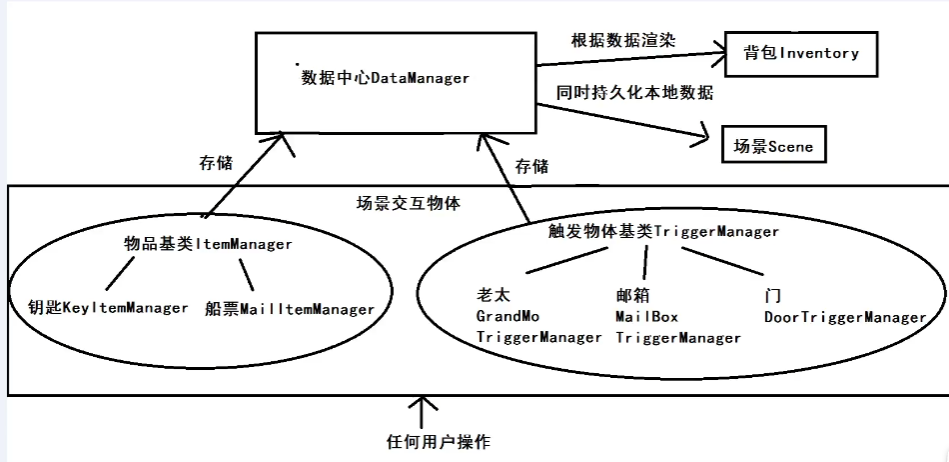 根据数据渲染
背包Inventory
数据中心DataManager
同时持久化本地数据
场景Scene
存储
存储
场景交互物体
物品基类ItemManager
触发物体基类TriggerManager
钥匙KeyItemManager
船票MailItemManager
老太
GrandMo
TriggerManager
邮箱
MailBox
TriggerManager
门
DoorTriggerManager
任何用户操作